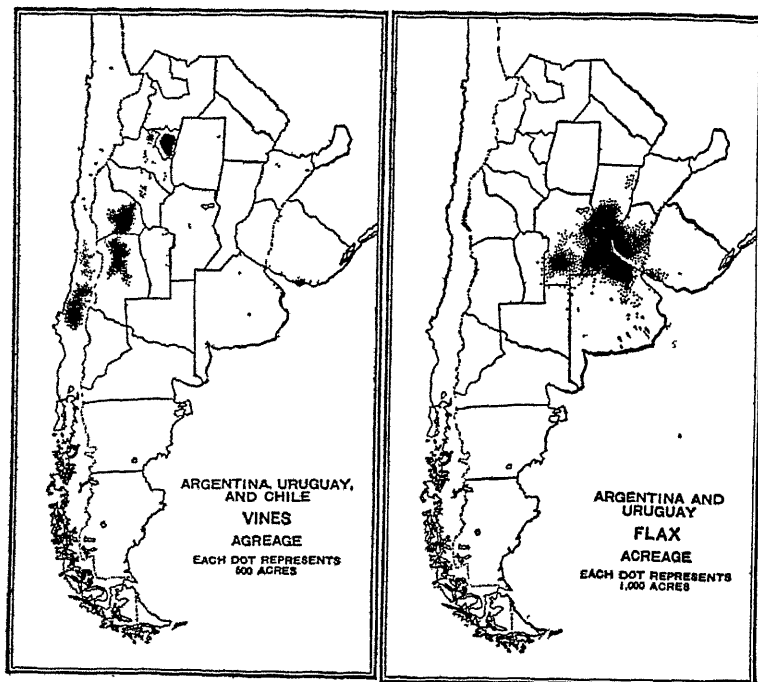 ARGENTINA, URUGUAY,
AND CHILE
VINES
AGREAGE
EACH DOT REPRESENTS
500 ACRES
ARGENTINA AND
URUGUAY
FLAX
ACREAGE
EACH DOT REPRESENTS
1,000 ACRES